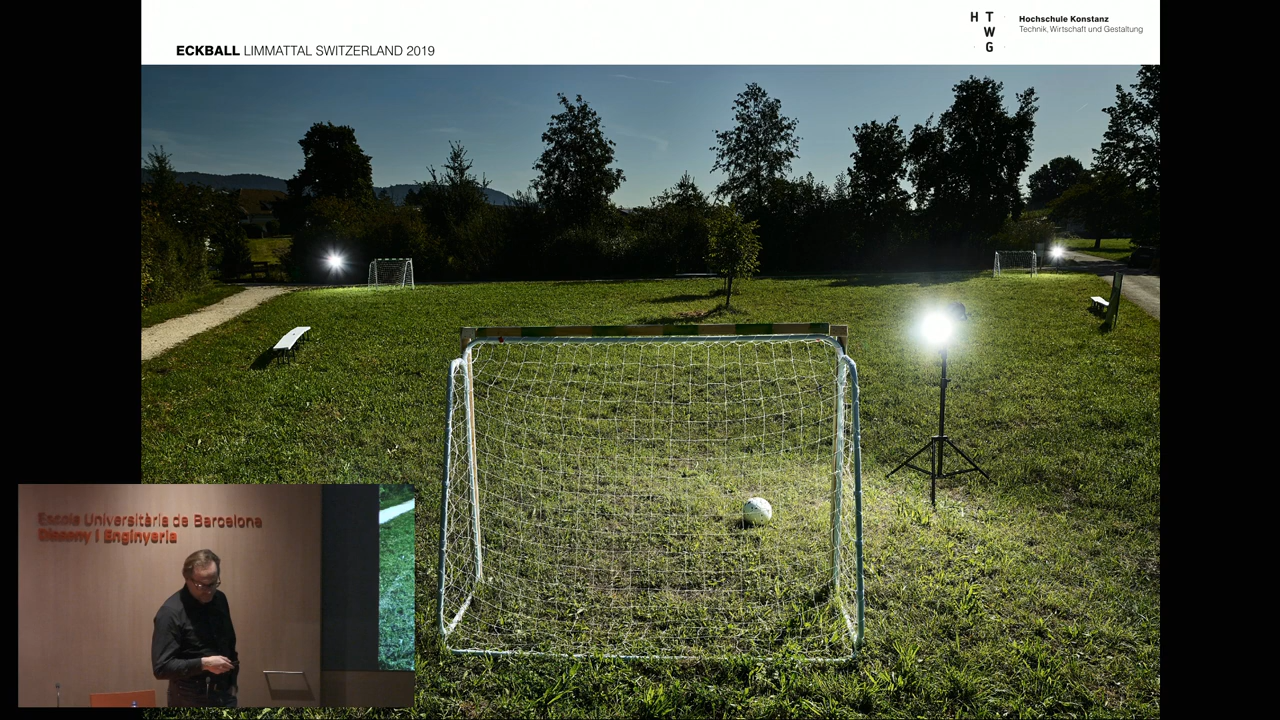 ECKBALL LIMMATTAL SWITZERLAND 2019
H T
W
G
Hochschule Konstanz
Technik, Wirtschaft und Gestaltung
Escola Universitària de Barcelona
Disseny i Enginyeria